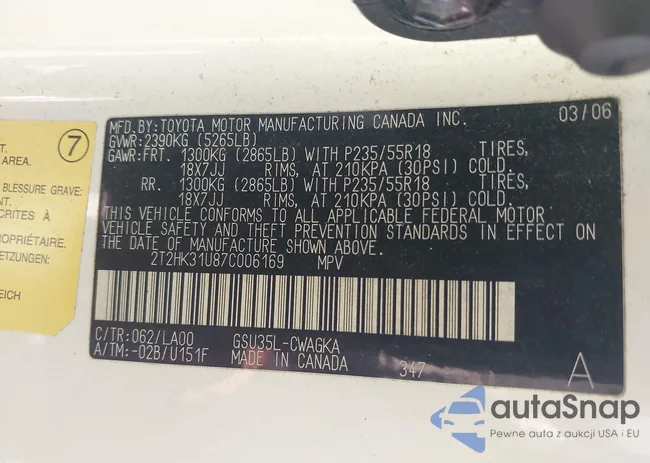 7
T.
AREA.
BLESSURE GRAVE:
NT.
CRITES À
PROPRIÉTAIRE.
EMENTS:
REICH
MFD.BY:TOYOTA MOTOR MANUFACTURING CANADA INC. 03/06
GVWR:2390KG (5265LB)
GAWR:FRT. 1300KG (2865LB) WITH P235/55R18 TIRES,
18X7JJ RIMS, AT 210KPA (30PSI) COLD.
RR. 1300KG (2865LB) WITH P235/55R18 TIRES,
18X7JJ RIMS, AT 210KPA (30PSI) COLD.
THIS VEHICLE CONFORMS TO ALL APPLICABLE FEDERAL MOTOR
VEHICLE SAFETY AND THEFT PREVENTION STANDARDS IN EFFECT ON
THE DATE OF MANUFACTURE SHOWN ABOVE.
2T2HK31U87C006169 MPV
C/TR:062/LA00 GSU35L-CWAGKA
A/TM:-02B/U151F MADE IN CANADA 347 A
autaSnap
Pewne auta z aukcji USA i EU